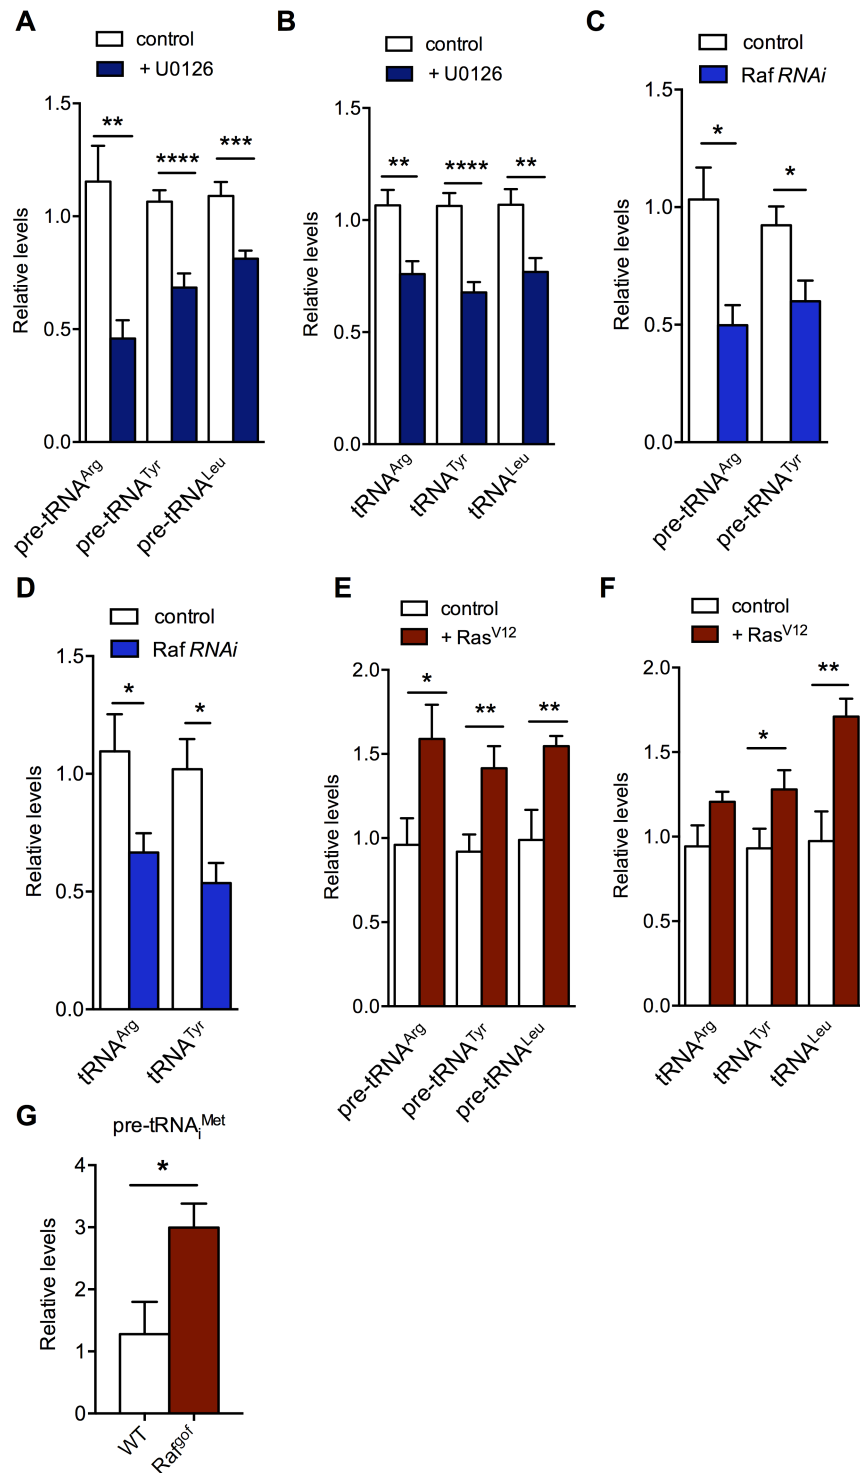 A
control
+ U0126
Relative levels
1.5
1.0
0.5
0.0
**
****
***
pre-tRNAArg
pre-tRNATyr
pre-tRNALeu
B
control
+ U0126
Relative levels
1.5
1.0
0.5
0.0
**
****
**
tRNAArg
tRNATyr
tRNALeu
C
control
Raf RNAi
Relative levels
1.5
1.0
0.5
0.0
*
*
pre-tRNAArg
pre-tRNATyr
D
control
Raf RNAi
Relative levels
1.5
1.0
0.5
0.0
*
*
tRNAArg
tRNATyr
E
control
+ RasV12
Relative levels
2.0
1.5
1.0
0.5
0.0
*
**
**
pre-tRNAArg
pre-tRNATyr
pre-tRNALeu
F
control
+ RasV12
Relative levels
2.0
1.5
1.0
0.5
0.0
*
**
tRNAArg
tRNATyr
tRNALeu
G
pre-tRNAiMet
Relative levels
4
3
2
1
0
*
WT
Rafgof